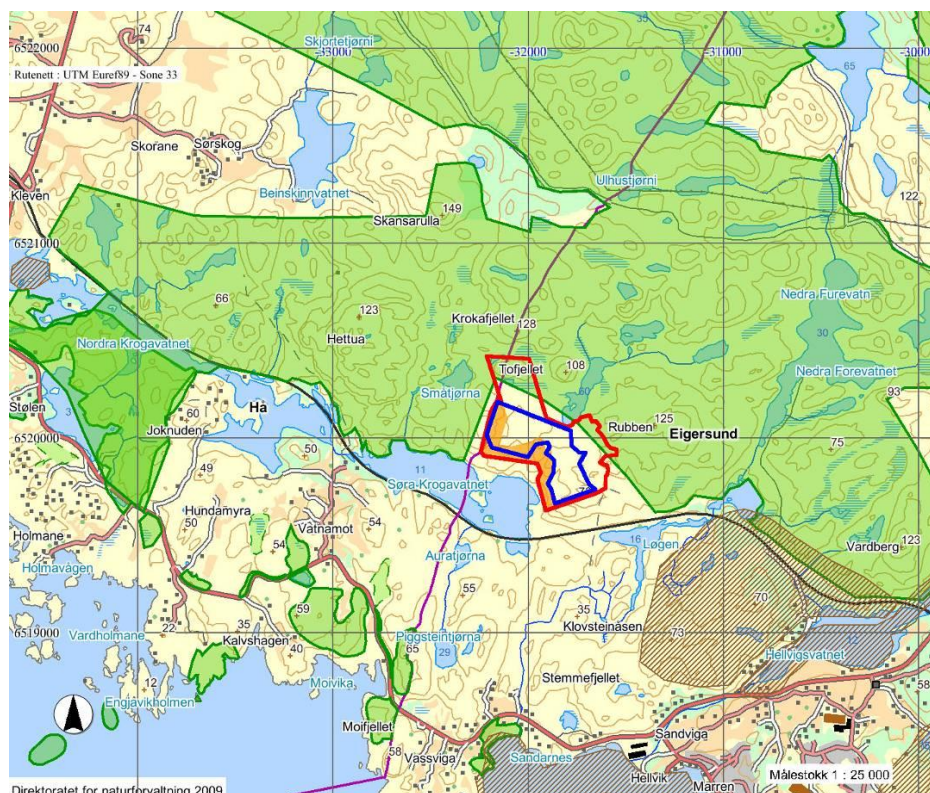 6522000
74
Skjortetjørni
-33000
-32000
35
-31000
-3000
Rutenett : UTM Euref89 - Sone 33
65
Skorane
Sørskog
Kleven
Beinskinnvatnet
Ulhustjørni
122
Skansarulla
149
6521000
66
123
Krokafjellet
128
Nedra Furevatn
30
Nordra Krogavatnet
Hettua
Tofjellet
108
Nedra Forevatnet
Stølen
3
7
Hå
Småtjørna
93
60
Joknuden
Rubben
125
Eigersund
6520000
50
75
49
11
Søra Krogavatnet
Hundamyra
50
Vatnamot
54
54
16
Løgen
Holmane
Auratjørna
Vardberg
123
Holmavågen
55
59
35
70
6519000
Vardholmane
22
35
Kalvshagen
40
Piggsteintjørna
65
29
Klovsteinåsen
73
12
Engjavikholmen
Moivika
Stemmefjellet
Hellvigsvatnet
58
Moifjellet
58
Vassviga
Sandviga
Sandarnes
Hellvik
Marren
Målestokk 1 : 25 000
Direktoratet for naturforvaltning 2009